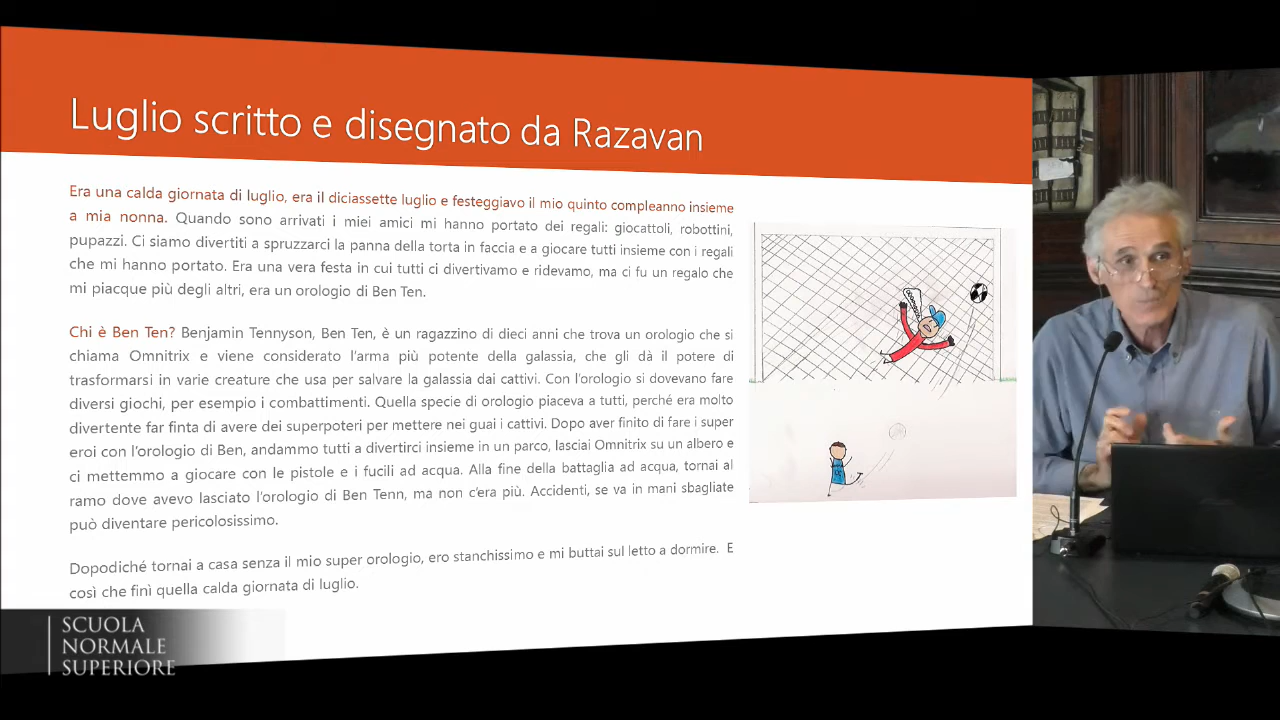 Luglio scritto e disegnato da Razavan
Era una calda giornata di luglio, era il diciassette luglio e festeggiavo il mio quinto compleanno insieme
a mia nonna. Quando sono arrivati i miei amici mi hanno portato dei regali: giocattoli, robottini,
pupazzi. Ci siamo divertiti a spruzzarci la panna della torta in faccia e a giocare tutti insieme con i regali
che mi hanno portato. Era una vera festa in cui tutti ci divertivamo e ridevamo, ma ci fu un regalo che
mi piacque più degli altri, era un orologio di Ben Ten.
Chi è Ben Ten? Benjamin Tennyson, Ben Ten, è un ragazzino di dieci anni che trova un orologio che si
chiama Omnitrix e viene considerato l'arma più potente della galassia, che gli dà il potere di
trasformarsi in varie creature che usa per salvare la galassia dai cattivi. Con l'orologio si dovevano fare
diversi giochi, per esempio i combattimenti. Quella specie di orologio piaceva a tutti, perché era molto
divertente far finta di avere dei superpoteri per mettere nei guai i cattivi. Dopo aver finito di fare i super
eroi con l'orologio di Ben, andammo tutti a divertirci insieme in un parco, lasciai Omnitrix su un albero e
ci mettemmo a giocare con le pistole e i fucili ad acqua. Alla fine della battaglia ad acqua, tornai al
ramo dove avevo lasciato l'orologio di Ben Tenn, ma non c'era più. Accidenti, se va in mani sbagliate
può diventare pericolosissimo.
Dopodiché tornai a casa senza il mio super orologio, ero stanchissimo e mi buttai sul letto a dormire. E
così che finì quella calda giornata di luglio.
SCUOLA
NORMALE
SUPERIORE